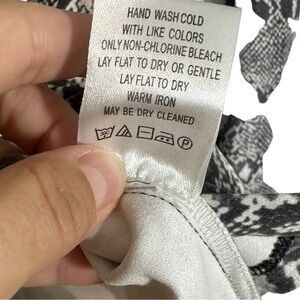 HAND WASH COLD
WITH LIKE COLORS
ONLY NON-CHLORINE BLEACH
LAY FLAT TO DRY OR GENTLE
LAY FLAT TO DRY
WARM IRON
MAY BE DRY CLEANED
P